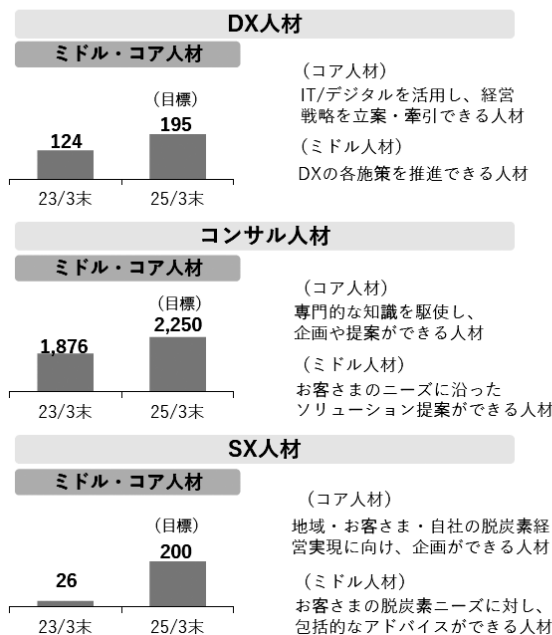 DX人材
ミドル・コア人材
（目標）
124
195
23/3末
25/3末
（コア人材）
IT/デジタルを活用し、経営
戦略を立案・牽引できる人材
（ミドル人材）
DXの各施策を推進できる人材
コンサル人材
ミドル・コア人材
（目標）
1,876
2,250
23/3末
25/3末
（コア人材）
専門的な知識を駆使し、
企画や提案ができる人材
（ミドル人材）
お客さまのニーズに沿った
ソリューション提案ができる人材
SX人材
ミドル・コア人材
（目標）
26
200
23/3末
25/3末
（コア人材）
地域・お客さま・自社の脱炭素経
営実現に向け、企画ができる人材
（ミドル人材）
お客さまの脱炭素ニーズに対し、
包括的なアドバイスができる人材